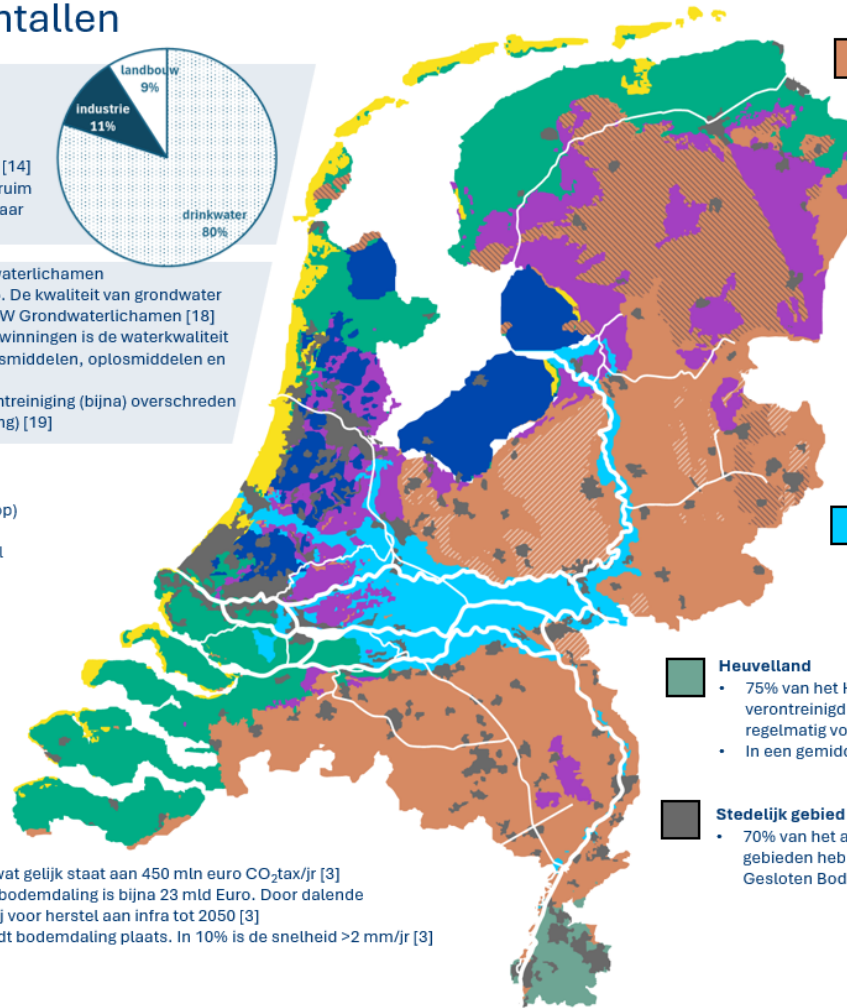 ntallen
landbouw
9%
industrie
11%
drinkwater
80%
[14]
ruim
aar
waterlichamen
. De kwaliteit van grondwater
W Grondwaterlichamen [18]
winningen is de waterkwaliteit
smiddelen, oplosmiddelen en
ntreiniging (bijna) overschreden
ng) [19]
op)
l
Heuvelland
• 75% van het H
verontreinigd
regelmatig vo
• In een gemidd
Stedelijk gebied
• 70% van het a
gebieden heb
Gesloten Bod
wat gelijk staat aan 450 mln euro CO₂tax/jr [3]
bodemdaling is bijna 23 mld Euro. Door dalende
j voor herstel aan infra tot 2050 [3]
dt bodemdaling plaats. In 10% is de snelheid >2 mm/jr [3]